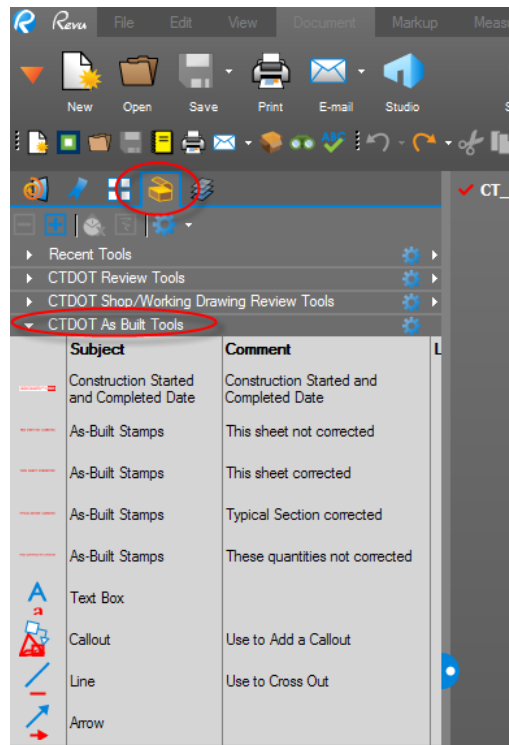 Revu File Edit View Document Markup Meas
New Open Save Print E-mail Studio S
ABC
CT_
Recent Tools
CTDOT Review Tools
CTDOT Shop/Working Drawing Review Tools
CTDOT As Built Tools
Subject Comment L
Construction Started Construction Started and
and Completed Date Completed Date
As-Built Stamps This sheet not corrected
As-Built Stamps This sheet corrected
As-Built Stamps Typical Section corrected
As-Built Stamps These quantities not corrected
A
a Text Box
Callout Use to Add a Callout
Line Use to Cross Out
Arrow